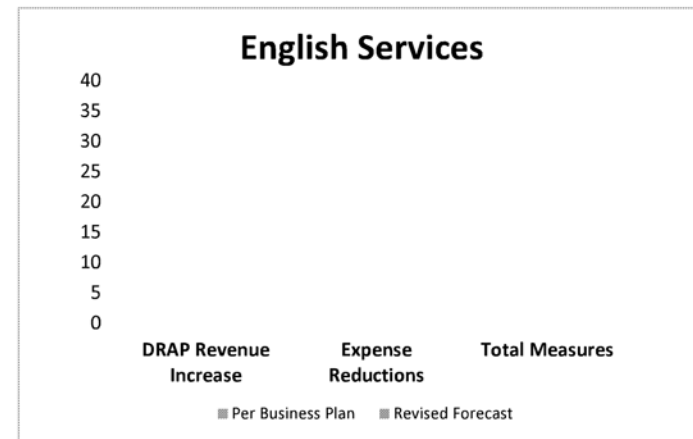 English Services
40
35
30
25
20
15
10
5
0
DRAP Revenue
Increase
Expense
Reductions
Total Measures
Per Business Plan
Revised Forecast